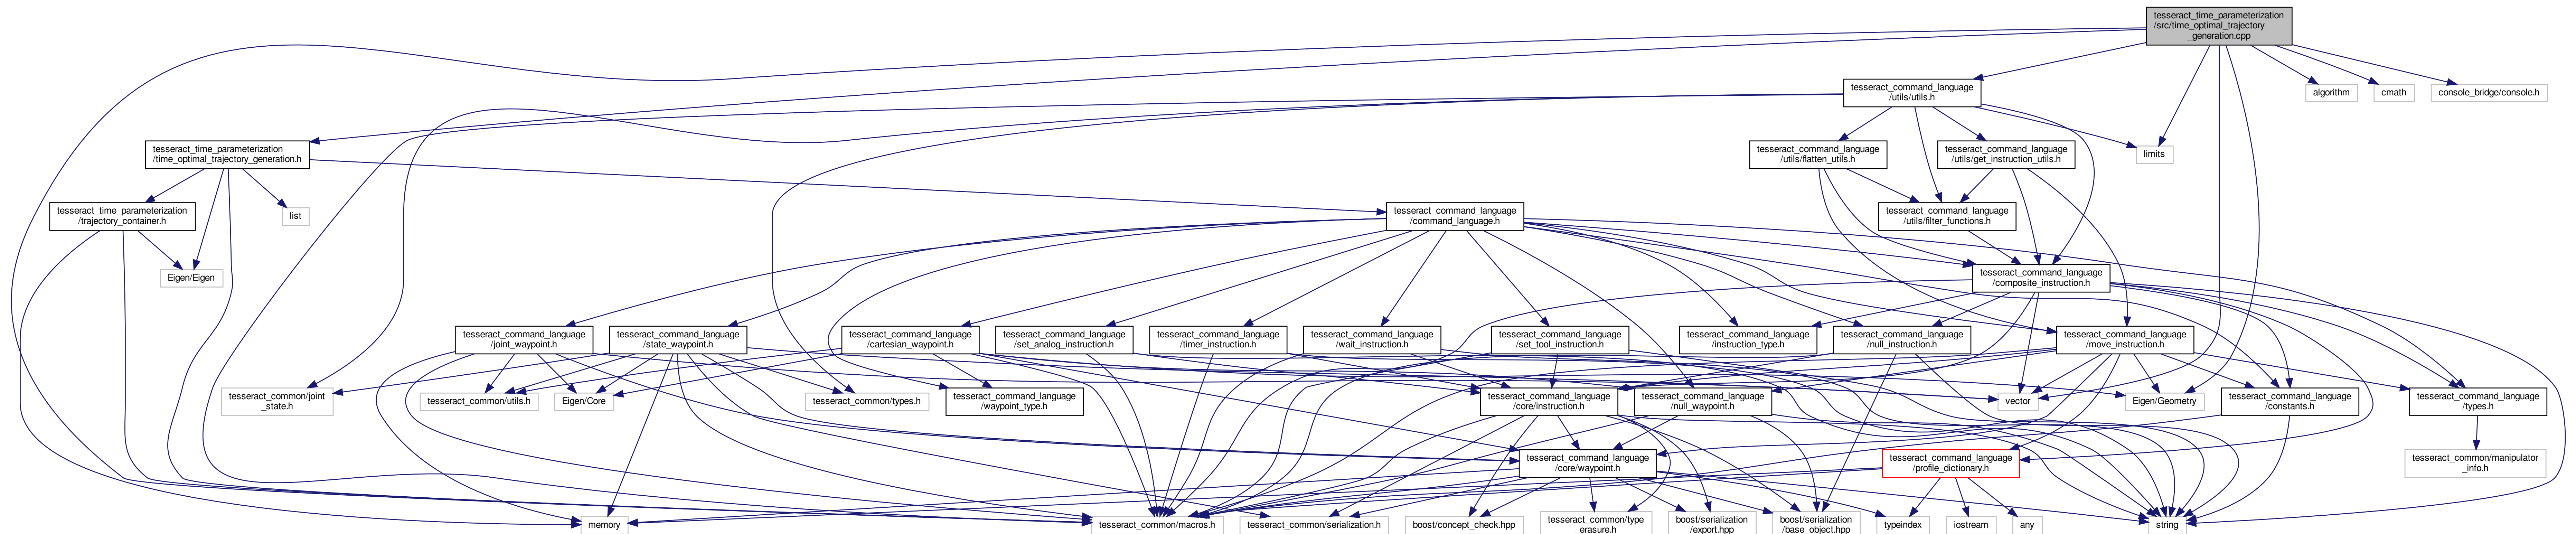 tesseract_time_parameterization
/src/time_optimal_trajectory
_generation.cpp
tesseract_command_language
/utils/utils.h
algorithm
cmath
console_bridge/console.h
tesseract_time_parameterization
/time_optimal_trajectory_generation.h
tesseract_command_language
/utils/flatten_utils.h
tesseract_command_language
/utils/get_instruction_utils.h
limits
tesseract_time_parameterization
/trajectory_container.h
list
tesseract_command_language
/command_language.h
tesseract_command_language
/utils/filter_functions.h
Eigen/Eigen
tesseract_command_language
/composite_instruction.h
tesseract_command_language
/joint_waypoint.h
tesseract_command_language
/state_waypoint.h
tesseract_command_language
/cartesian_waypoint.h
tesseract_command_language
/set_analog_instruction.h
tesseract_command_language
/timer_instruction.h
tesseract_command_language
/wait_instruction.h
tesseract_command_language
/set_tool_instruction.h
tesseract_command_language
/instruction_type.h
tesseract_command_language
/null_instruction.h
tesseract_command_language
/move_instruction.h
tesseract_common/joint
_state.h
tesseract_common/utils.h
Eigen/Core
tesseract_common/types.h
tesseract_command_language
/waypoint_type.h
tesseract_command_language
/core/instruction.h
tesseract_command_language
/null_waypoint.h
vector
Eigen/Geometry
tesseract_command_language
/constants.h
tesseract_command_language
/types.h
tesseract_command_language
/core/waypoint.h
tesseract_command_language
/profile_dictionary.h
tesseract_common/manipulator
_info.h
memory
tesseract_common/macros.h
tesseract_common/serialization.h
boost/concept_check.hpp
tesseract_common/type
_erasure.h
boost/serialization
/export.hpp
boost/serialization
/base_object.hpp
typeindex
iostream
any
string